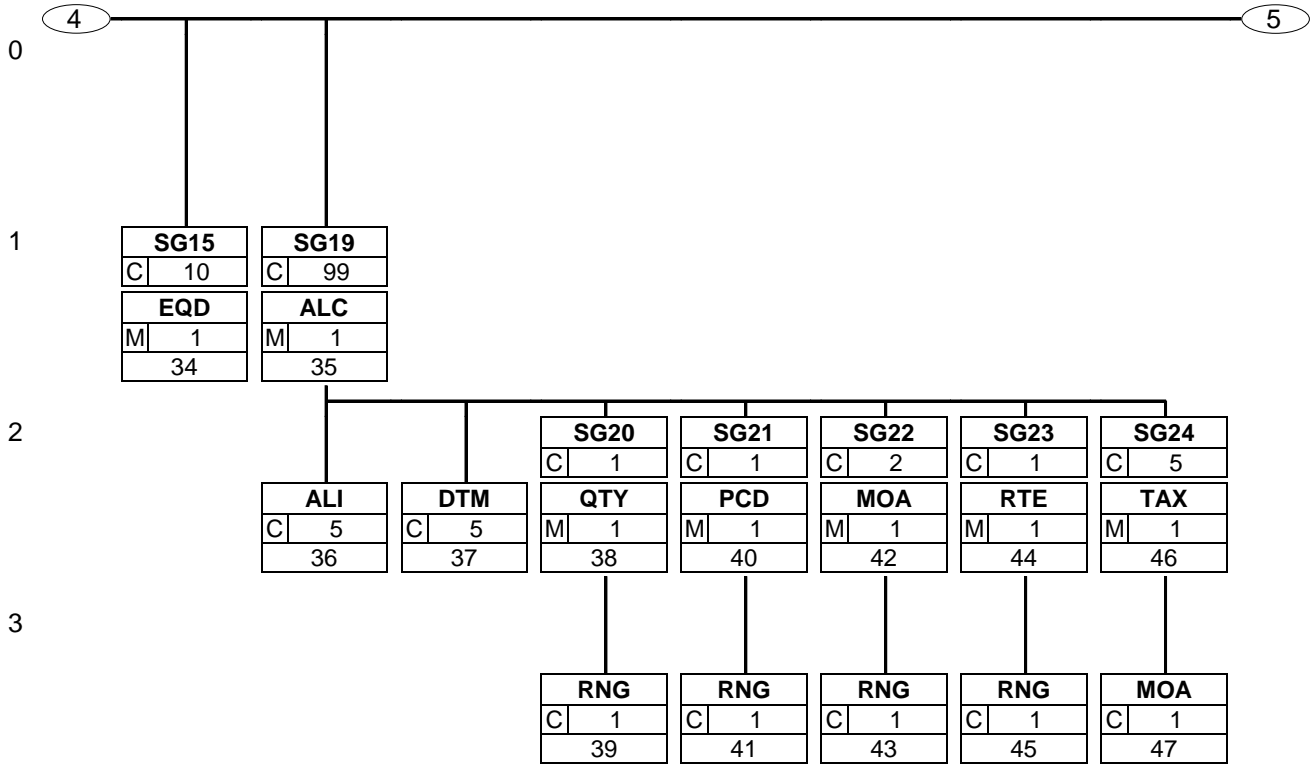 4 5
0
1
SG15 SG19
C 10 C 99
EQD ALC
M 1 M 1
34 35
2
SG20 SG21 SG22 SG23 SG24
C 1 C 1 C 2 C 1 C 5
ALI DTM QTY PCD MOA RTE TAX
C 5 C 5 M 1 M 1 M 1 M 1 M 1
36 37 38 40 42 44 46
3
RNG RNG RNG RNG MOA
C 1 C 1 C 1 C 1 C 1
39 41 43 45 47